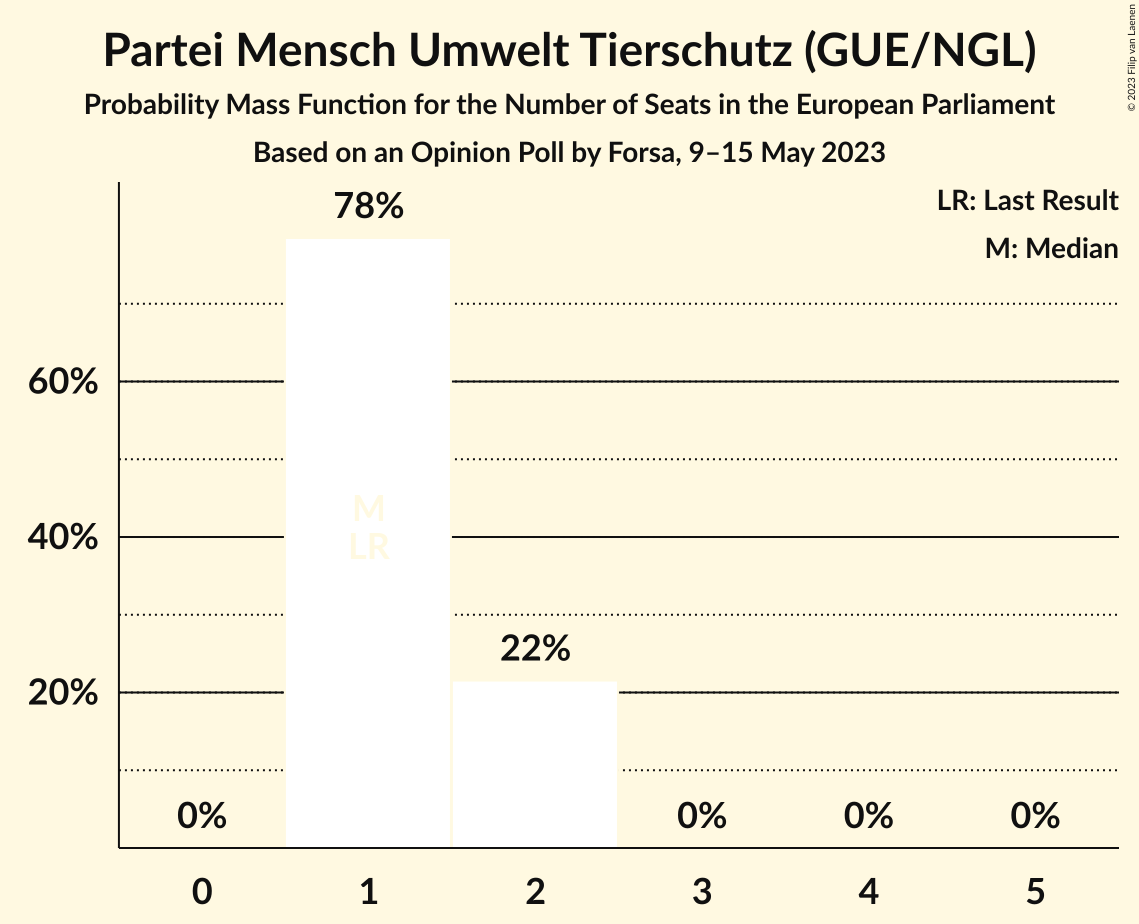 Partei Mensch Umwelt Tierschutz (GUE/NGL)
Probability Mass Function for the Number of Seats in the European Parliament
Based on an Opinion Poll by Forsa, 9–15 May 2023
© 2023 Filip van Laenen
LR: Last Result
M: Median
78%
60%
M
40%
LR
22%
20%
0%
0%
0%
0%
0 1 2 3 4 5